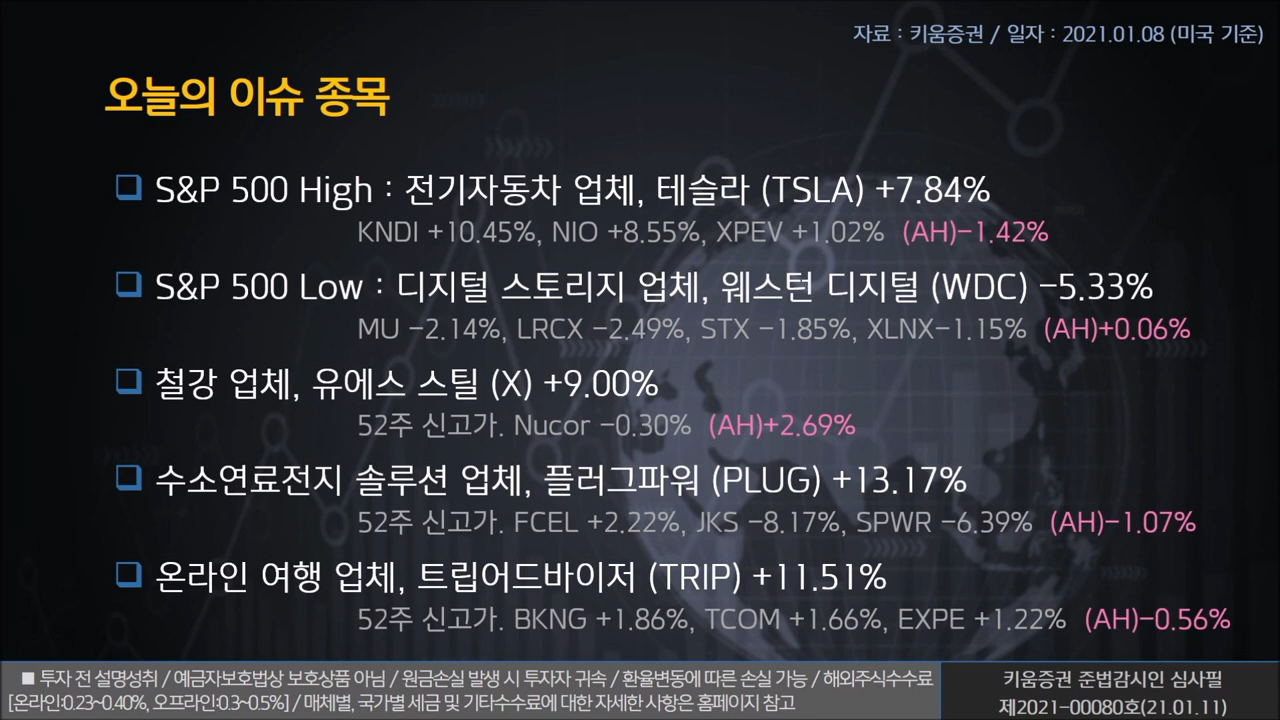 자료 : 키움증권 / 일자 : 2021.01.08 (미국 기준)
오늘의 이슈 종목
❏ S&P 500 High : 전기자동차 업체, 테슬라 (TSLA) +7.84%
KNDI +10.45%, NIO +8.55%, XPEV +1.02% (AH)-1.42%
❏ S&P 500 Low : 디지털 스토리지 업체, 웨스턴 디지털 (WDC) -5.33%
MU -2.14%, LRCX -2.49%, STX -1.85%, XLNX-1.15% (AH)+0.06%
❏ 철강 업체, 유에스 스틸 (X) +9.00%
52주 신고가. Nucor -0.30% (AH)+2.69%
❏ 수소연료전지 솔루션 업체, 플러그파워 (PLUG) +13.17%
52주 신고가. FCEL +2.22%, JKS -8.17%, SPWR -6.39% (AH)-1.07%
❏ 온라인 여행 업체, 트립어드바이저 (TRIP) +11.51%
52주 신고가. BKNG +1.86%, TCOM +1.66%, EXPE +1.22% (AH)-0.56%
■ 투자 전 설명성취 / 예금자보호법상 보호상품 아님 / 원금손실 발생 시 투자자 귀속 / 환율변동에 따른 손실 가능 / 해외주식수수료
[온라인:0.23~0.40%, 오프라인:0.3~0.5%] / 매체별, 국가별 세금 및 기타수수료에 대한 자세한 사항은 홈페이지 참고
키움증권 준법감시인 심사필
제2021-00080호(21.01.11)